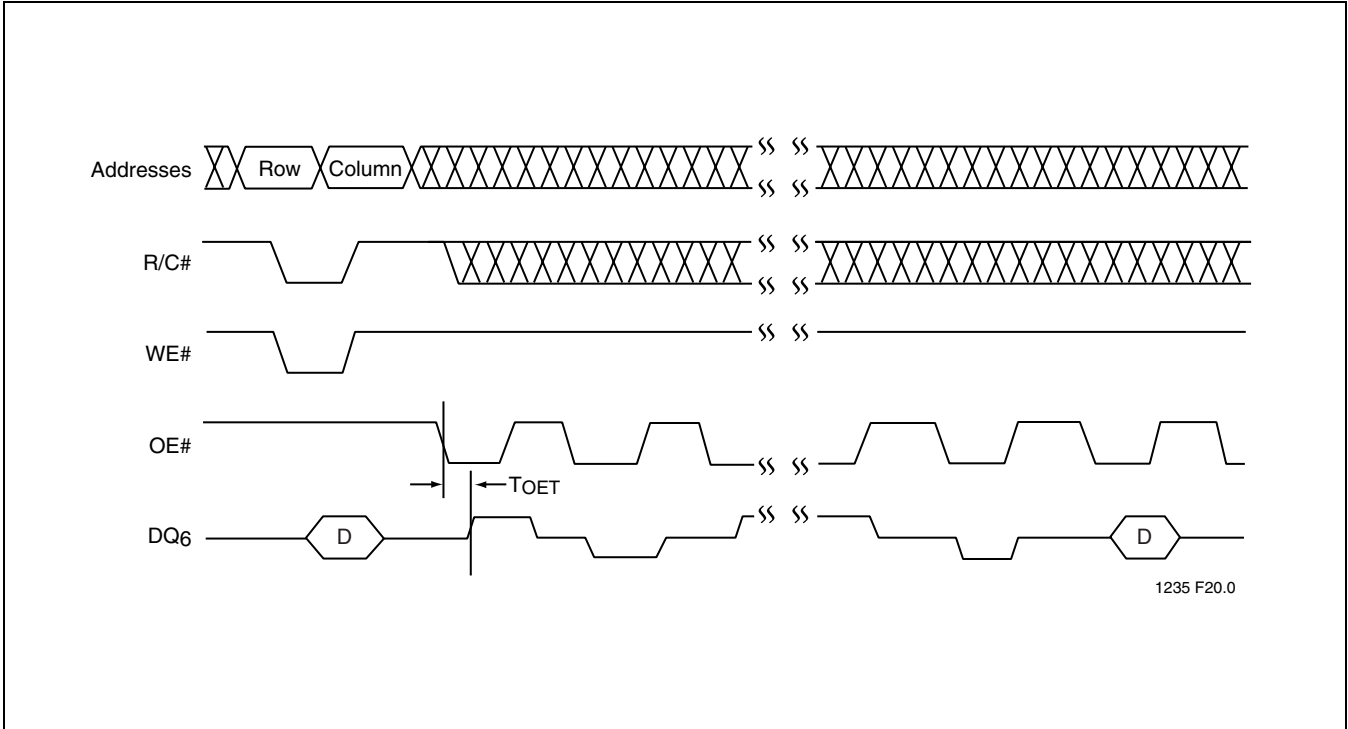 Addresses Row Column
R/C#
WE#
OE#
TOET
DQ6 D D
1235 F20.0